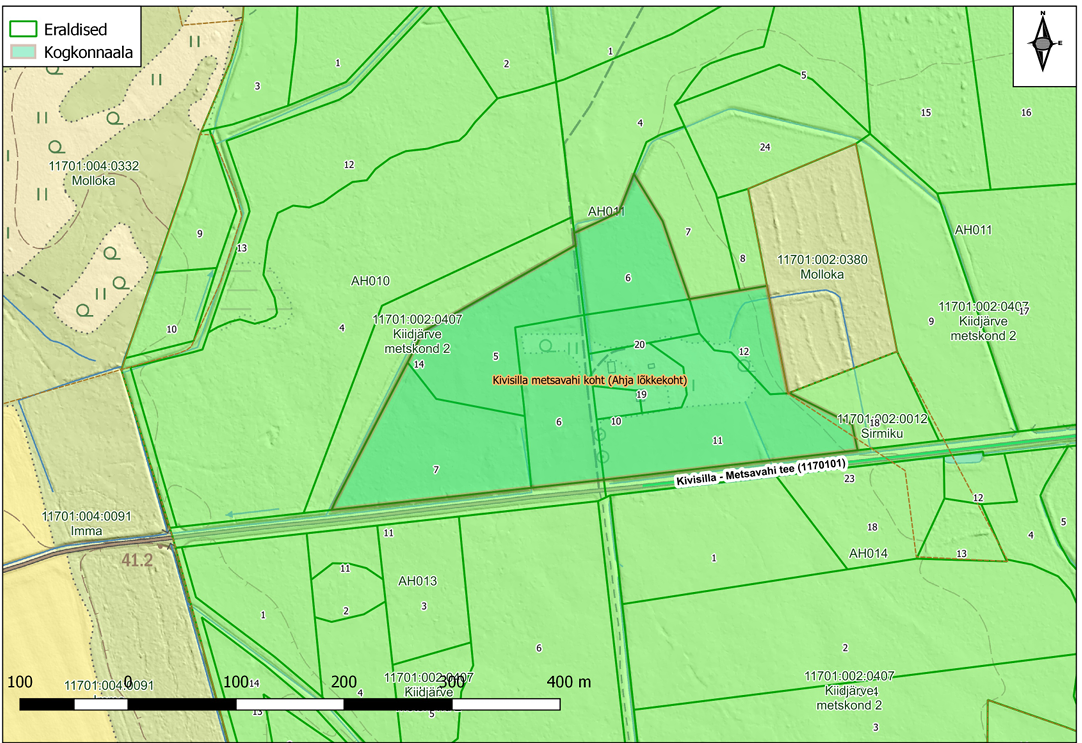 Eraldised
Kogkonnaala
N
E
3
1
2
1
5
15
16
4
24
12
11701:004:0332
Molloka
AH011
7
9
13
8
11701:002:0380
Molloka
AH011
AH010
6
11701:002:0407
Kiidjärve
metskond 2
17
9
10
4
11701:002:0407
Kiidjärve
metskond 2
14
5
20
12
Kivisilla metsavahi koht (Ahja lõkkekoht)
19
6
10
11
11701:002:0012
18
Sirmiku
7
Kivisilla - Metsavahi tee (1170101)
23
12
11701:004:0091
Imma
41.2
11
18
AH014
13
4
5
1
11
AH013
3
2
1
6
2
100
0
100
200
300
400 m
11701:004:0091
Imma
14
13
4
11701:002:0407
Kiidjärve
5
11701:002:0407
Kiidjärve
4
metskond 2
3